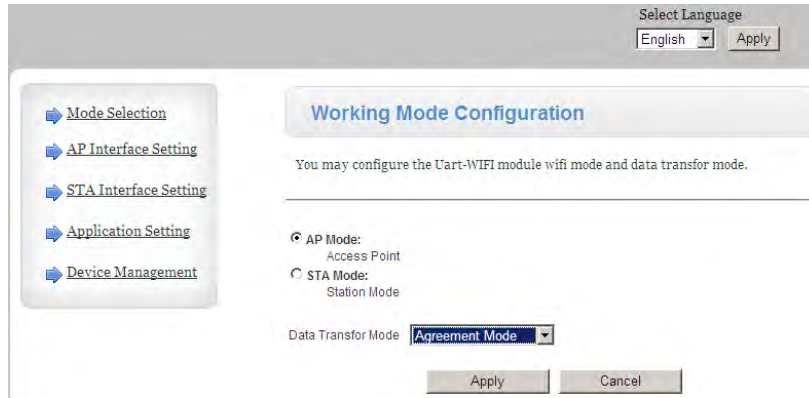 Select Language
English Apply
Mode Selection
AP Interface Setting
STA Interface Setting
Application Setting
Device Management
Working Mode Configuration
You may configure the Uart-WIFI module wifi mode and data transfor mode.
AP Mode:
Access Point
STA Mode:
Station Mode
Data Transfor Mode Agreement Mode
Apply Cancel